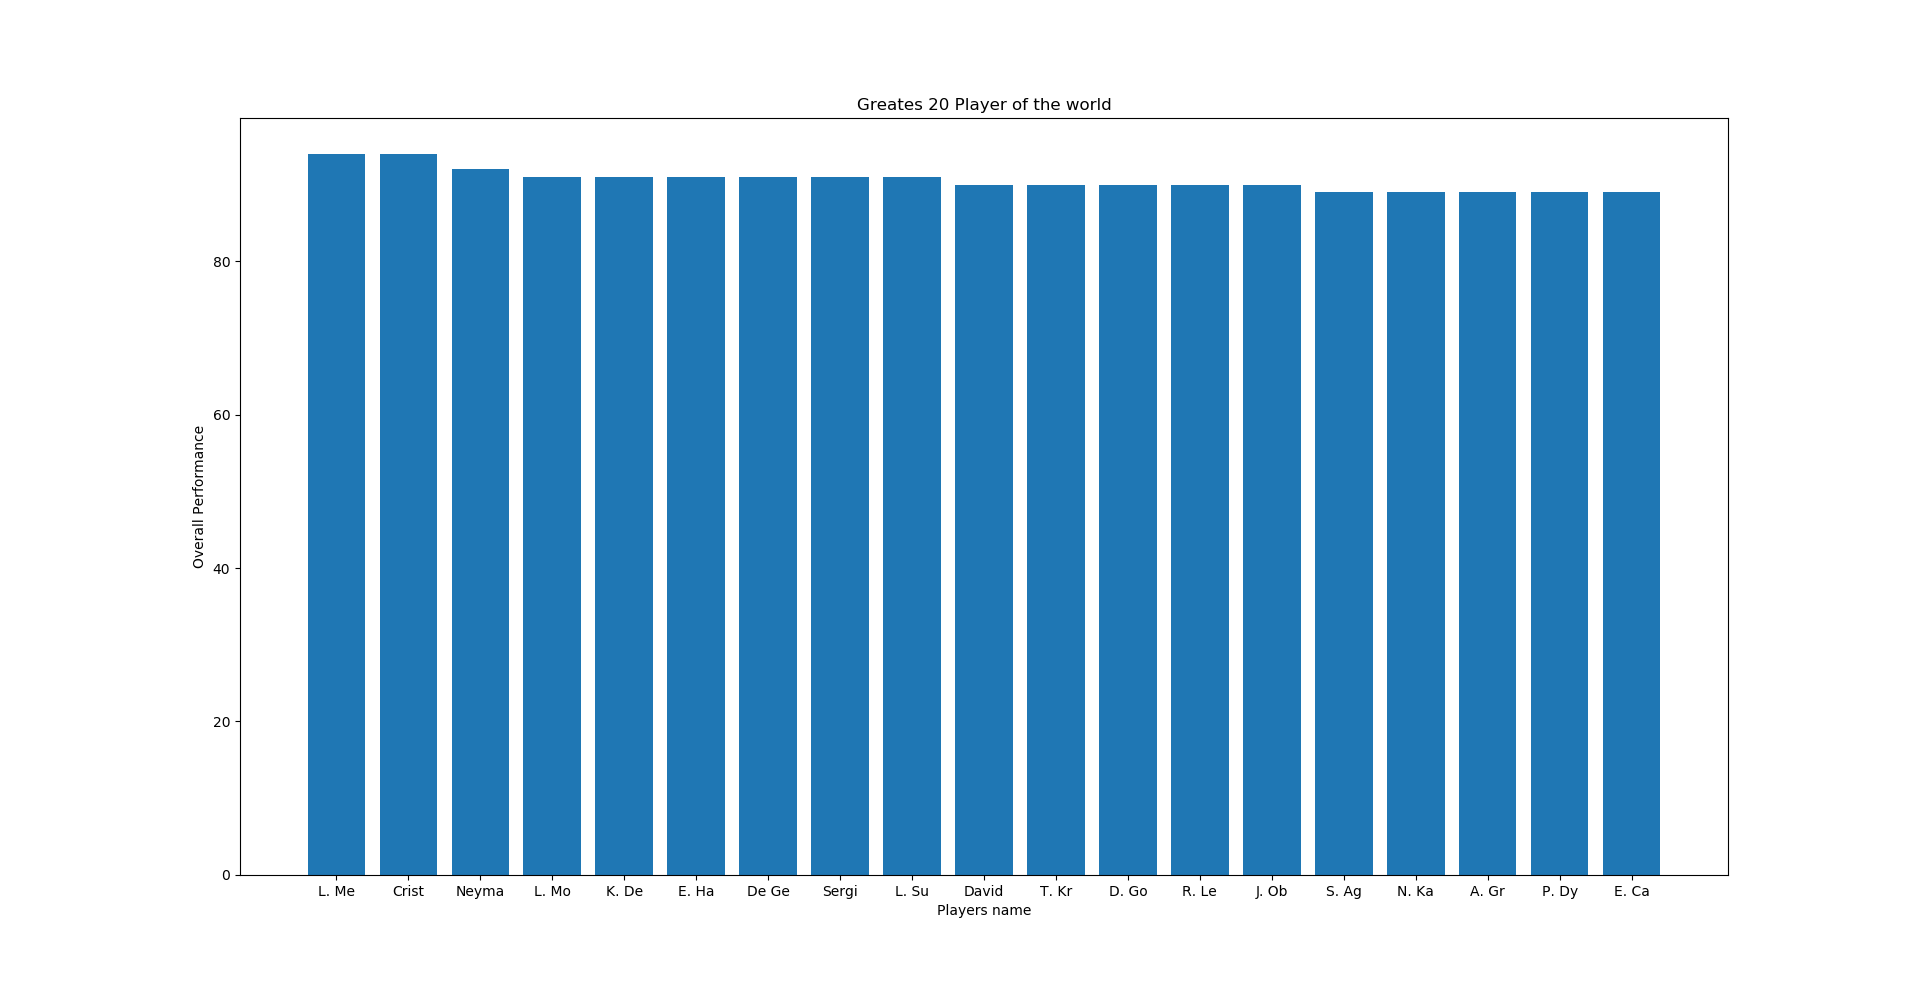 Greates 20 Player of the world
Overall Performance
80
60
40
20
0
L. Me Crist Neyma L. Mo K. De E. Ha De Ge Sergi L. Su David T. Kr D. Go R. Le J. Ob S. Ag N. Ka A. Gr P. Dy E. Ca
Players name